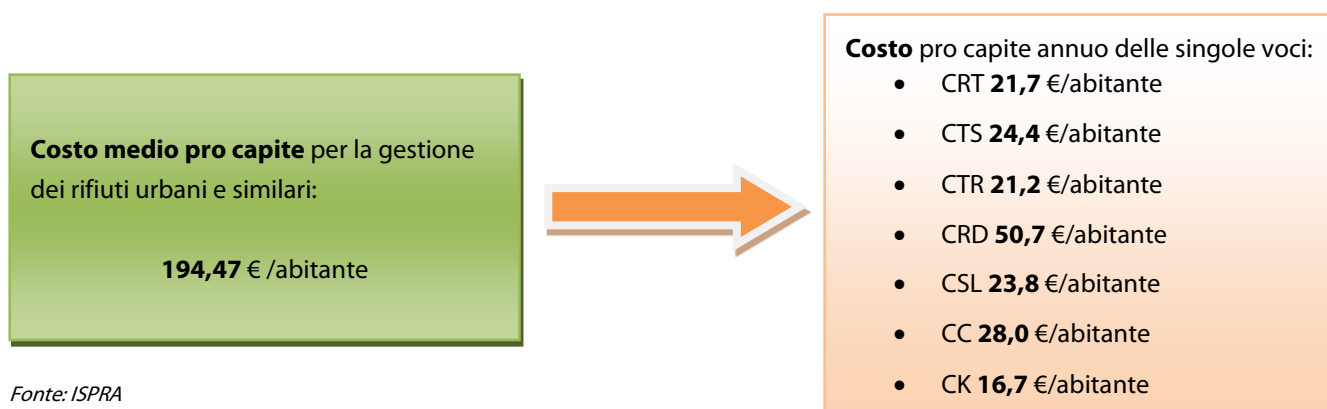 Costo medio pro capite per la gestione
dei rifiuti urbani e similari:
194,47 € /abitante
Fonte: ISPRA
Costo pro capite annuo delle singole voci:
• CRT 21,7 €/abitante
• CTS 24,4 €/abitante
• CTR 21,2 €/abitante
• CRD 50,7 €/abitante
• CSL 23,8 €/abitante
• CC 28,0 €/abitante
• CK 16,7 €/abitante